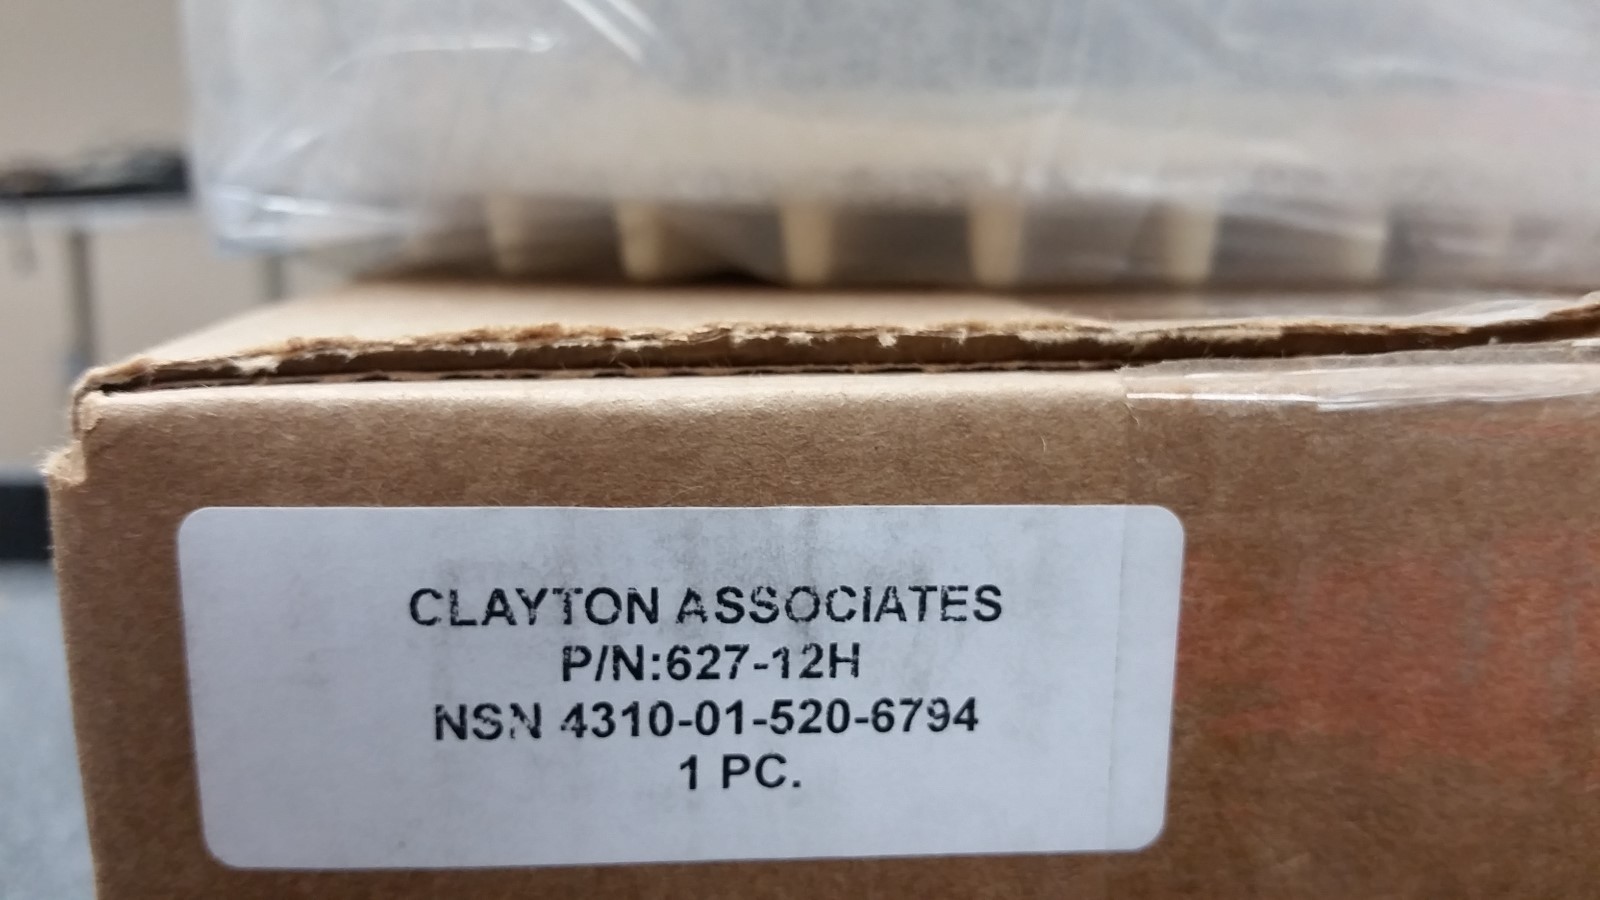 CLAYTON ASSOCIATES
P/N:627-12H
NSN 4310-01-520-6794
1 PC.